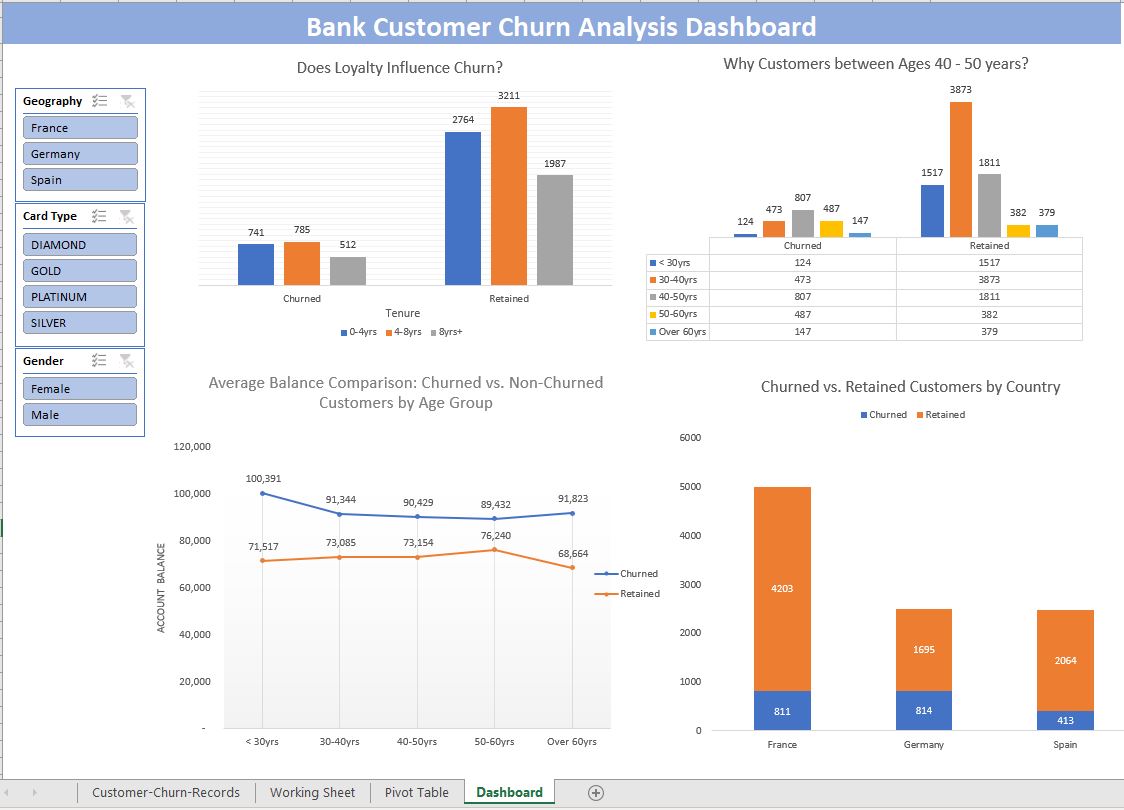 Bank Customer Churn Analysis Dashboard
Geography
France
Germany
Spain
Card Type
DIAMOND
GOLD
PLATINUM
SILVER
Gender
Female
Male
Does Loyalty Influence Churn?
741 785 512 2764 3211 1987
Churned Retained
Tenure
0-4yrs 4-8yrs 8yrs+
Why Customers between Ages 40 - 50 years?
124 473 807 487 147 1517 3873 1811 382 379
Churned Retained
< 30yrs 124 1517
30-40yrs 473 3873
40-50yrs 807 1811
50-60yrs 487 382
Over 60yrs 147 379
Average Balance Comparison: Churned vs. Non-Churned
Customers by Age Group
ACCOUNT BALANCE
120,000
100,000
80,000
60,000
40,000
20,000
-
100,391 91,344 90,429 89,432 91,823
71,517 73,085 73,154 76,240 68,664
< 30yrs 30-40yrs 40-50yrs 50-60yrs Over 60yrs
Churned
Retained
Churned vs. Retained Customers by Country
Churned Retained
6000
5000
4000
3000
2000
1000
0
4203 1695 2064
811 814 413
France Germany Spain
Customer-Churn-Records Working Sheet Pivot Table Dashboard